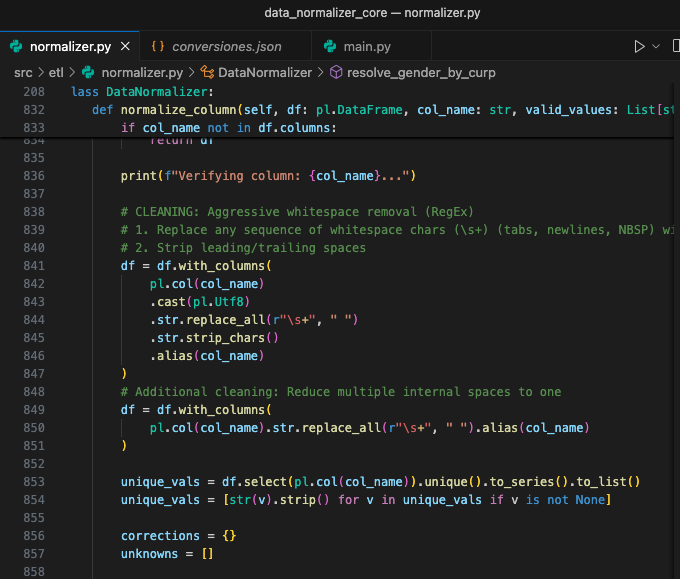 data_normalizer_core — normalizer.py
normalizer.py
{ } conversiones.json
main.py
src > etl > normalizer.py > DataNormalizer > resolve_gender_by_curp
208 lass DataNormalizer:
832 def normalize_column(self, df: pl.DataFrame, col_name: str, valid_values: List[st
833 if col_name not in df.columns:
834 return df
835
836 print(f"Verifying column: {col_name}...")
837
838 # CLEANING: Aggressive whitespace removal (RegEx)
839 # 1. Replace any sequence of whitespace chars (\s+) (tabs, newlines, NBSP) wi
840 # 2. Strip leading/trailing spaces
841 df = df.with_columns(
842 pl.col(col_name)
843 .cast(pl.Utf8)
844 .str.replace_all(r"\s+", " ")
845 .str.strip_chars()
846 .alias(col_name)
847 )
848 # Additional cleaning: Reduce multiple internal spaces to one
849 df = df.with_columns(
850 pl.col(col_name).str.replace_all(r"\s+", " ").alias(col_name)
851 )
852
853 unique_vals = df.select(pl.col(col_name)).unique().to_series().to_list()
854 unique_vals = [str(v).strip() for v in unique_vals if v is not None]
855
856 corrections = {}
857 unknowns = []
858